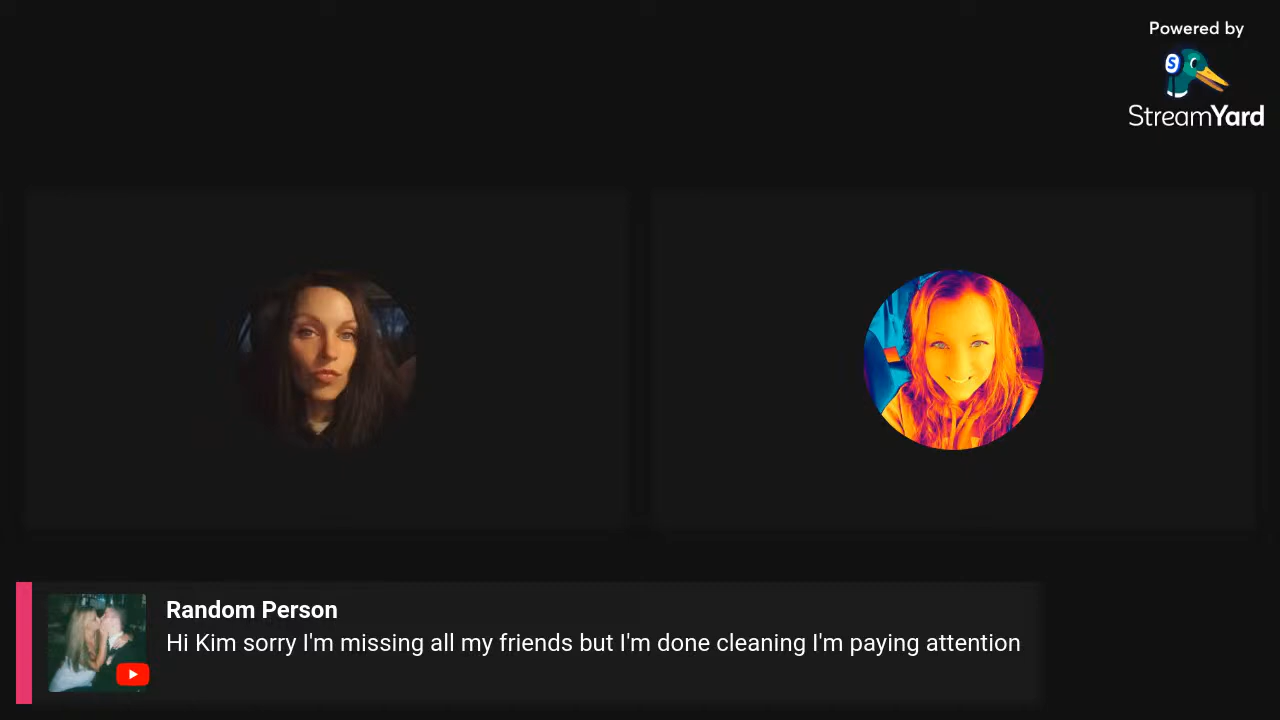 Powered by
S
StreamYard
Random Person
Hi Kim sorry I'm missing all my friends but I'm done cleaning I'm paying attention